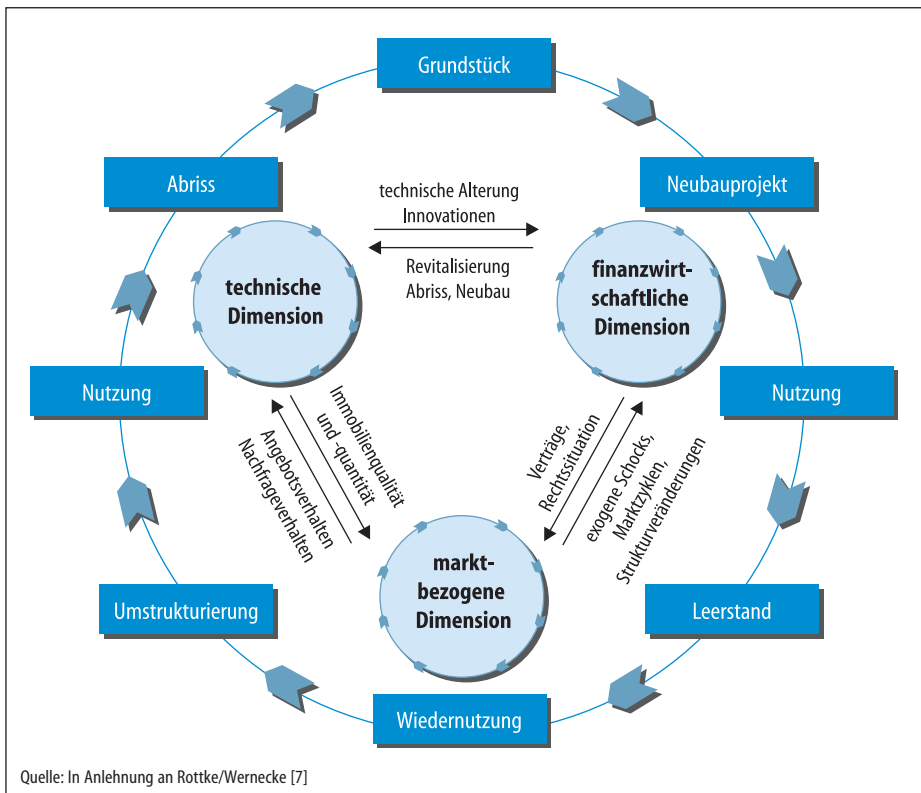 Grundstück
Abriss
Neubauprojekt
technische Alterung
Innovationen
Revitalisierung
Abriss, Neubau
technische
Dimension
finanzwirt-
schaftliche
Dimension
Nutzung
Nutzung
Immobilienqualität
und -quantität
Angebotsverhalten
Nachfrageverhalten
Verträge,
Rechtssituation
exogene Schocks,
Marktzyklen,
Strukturveränderungen
markt-
bezogene
Dimension
Umstrukturierung
Leerstand
Wiedernutzung
Quelle: In Anlehnung an Rottke/Wernecke [7]